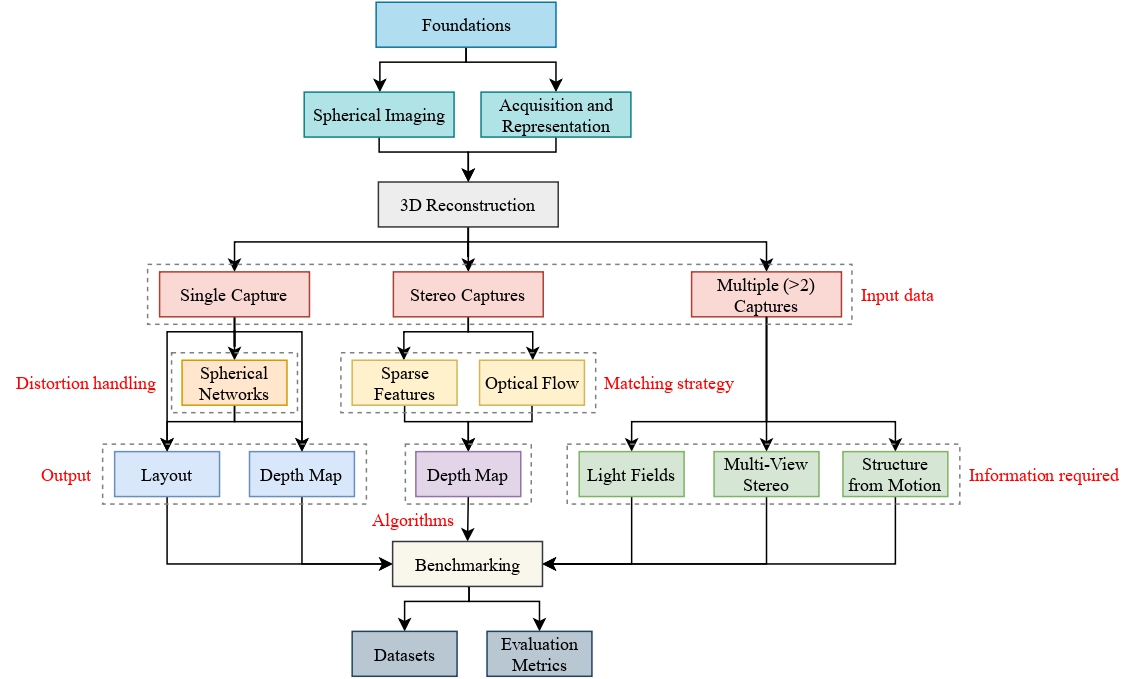 Foundations
Spherical Imaging
Acquisition and
Representation
3D Reconstruction
Single Capture
Stereo Captures
Multiple (>2)
Captures
Input data
Distortion handling
Spherical
Networks
Sparse
Features
Optical Flow
Matching strategy
Output
Layout
Depth Map
Depth Map
Light Fields
Multi-View
Stereo
Structure
from Motion
Information required
Algorithms
Benchmarking
Datasets
Evaluation
Metrics